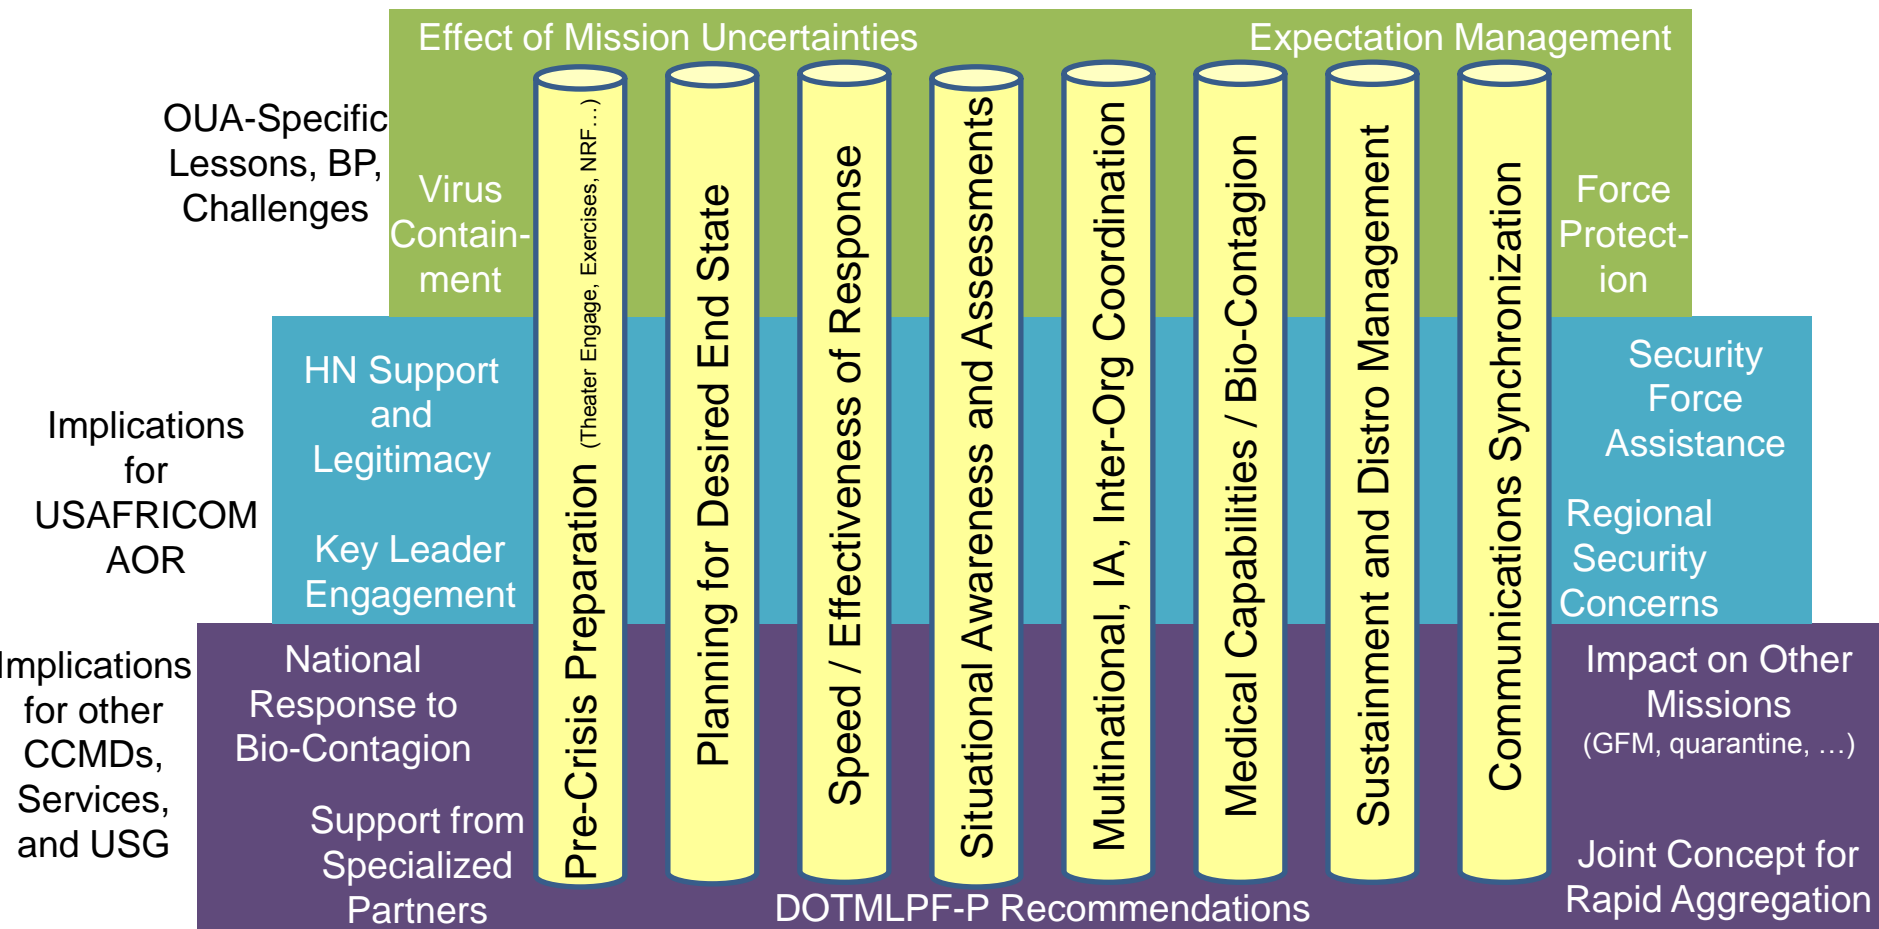 Effect of Mission Uncertainties
Expectation Management
OUA-Specific
Lessons, BP,
Challenges
Virus
Contain-
ment
Force
Protect-
ion
Pre-Crisis Preparation (Theater Engage, Exercises, NRF…)
Planning for Desired End State
Speed / Effectiveness of Response
Situational Awareness and Assessments
Multinational, IA, Inter-Org Coordination
Medical Capabilities / Bio-Contagion
Sustainment and Distro Management
Communications Synchronization
Implications
for
USAFRICOM
AOR
HN Support
and
Legitimacy
Key Leader
Engagement
Security
Force
Assistance
Regional
Security
Concerns
Implications
for other
CCMDs,
Services,
and USG
National
Response to
Bio-Contagion
Support from
Specialized
Partners
Impact on Other
Missions
(GFM, quarantine, …)
Joint Concept for
Rapid Aggregation
DOTMLPF-P Recommendations